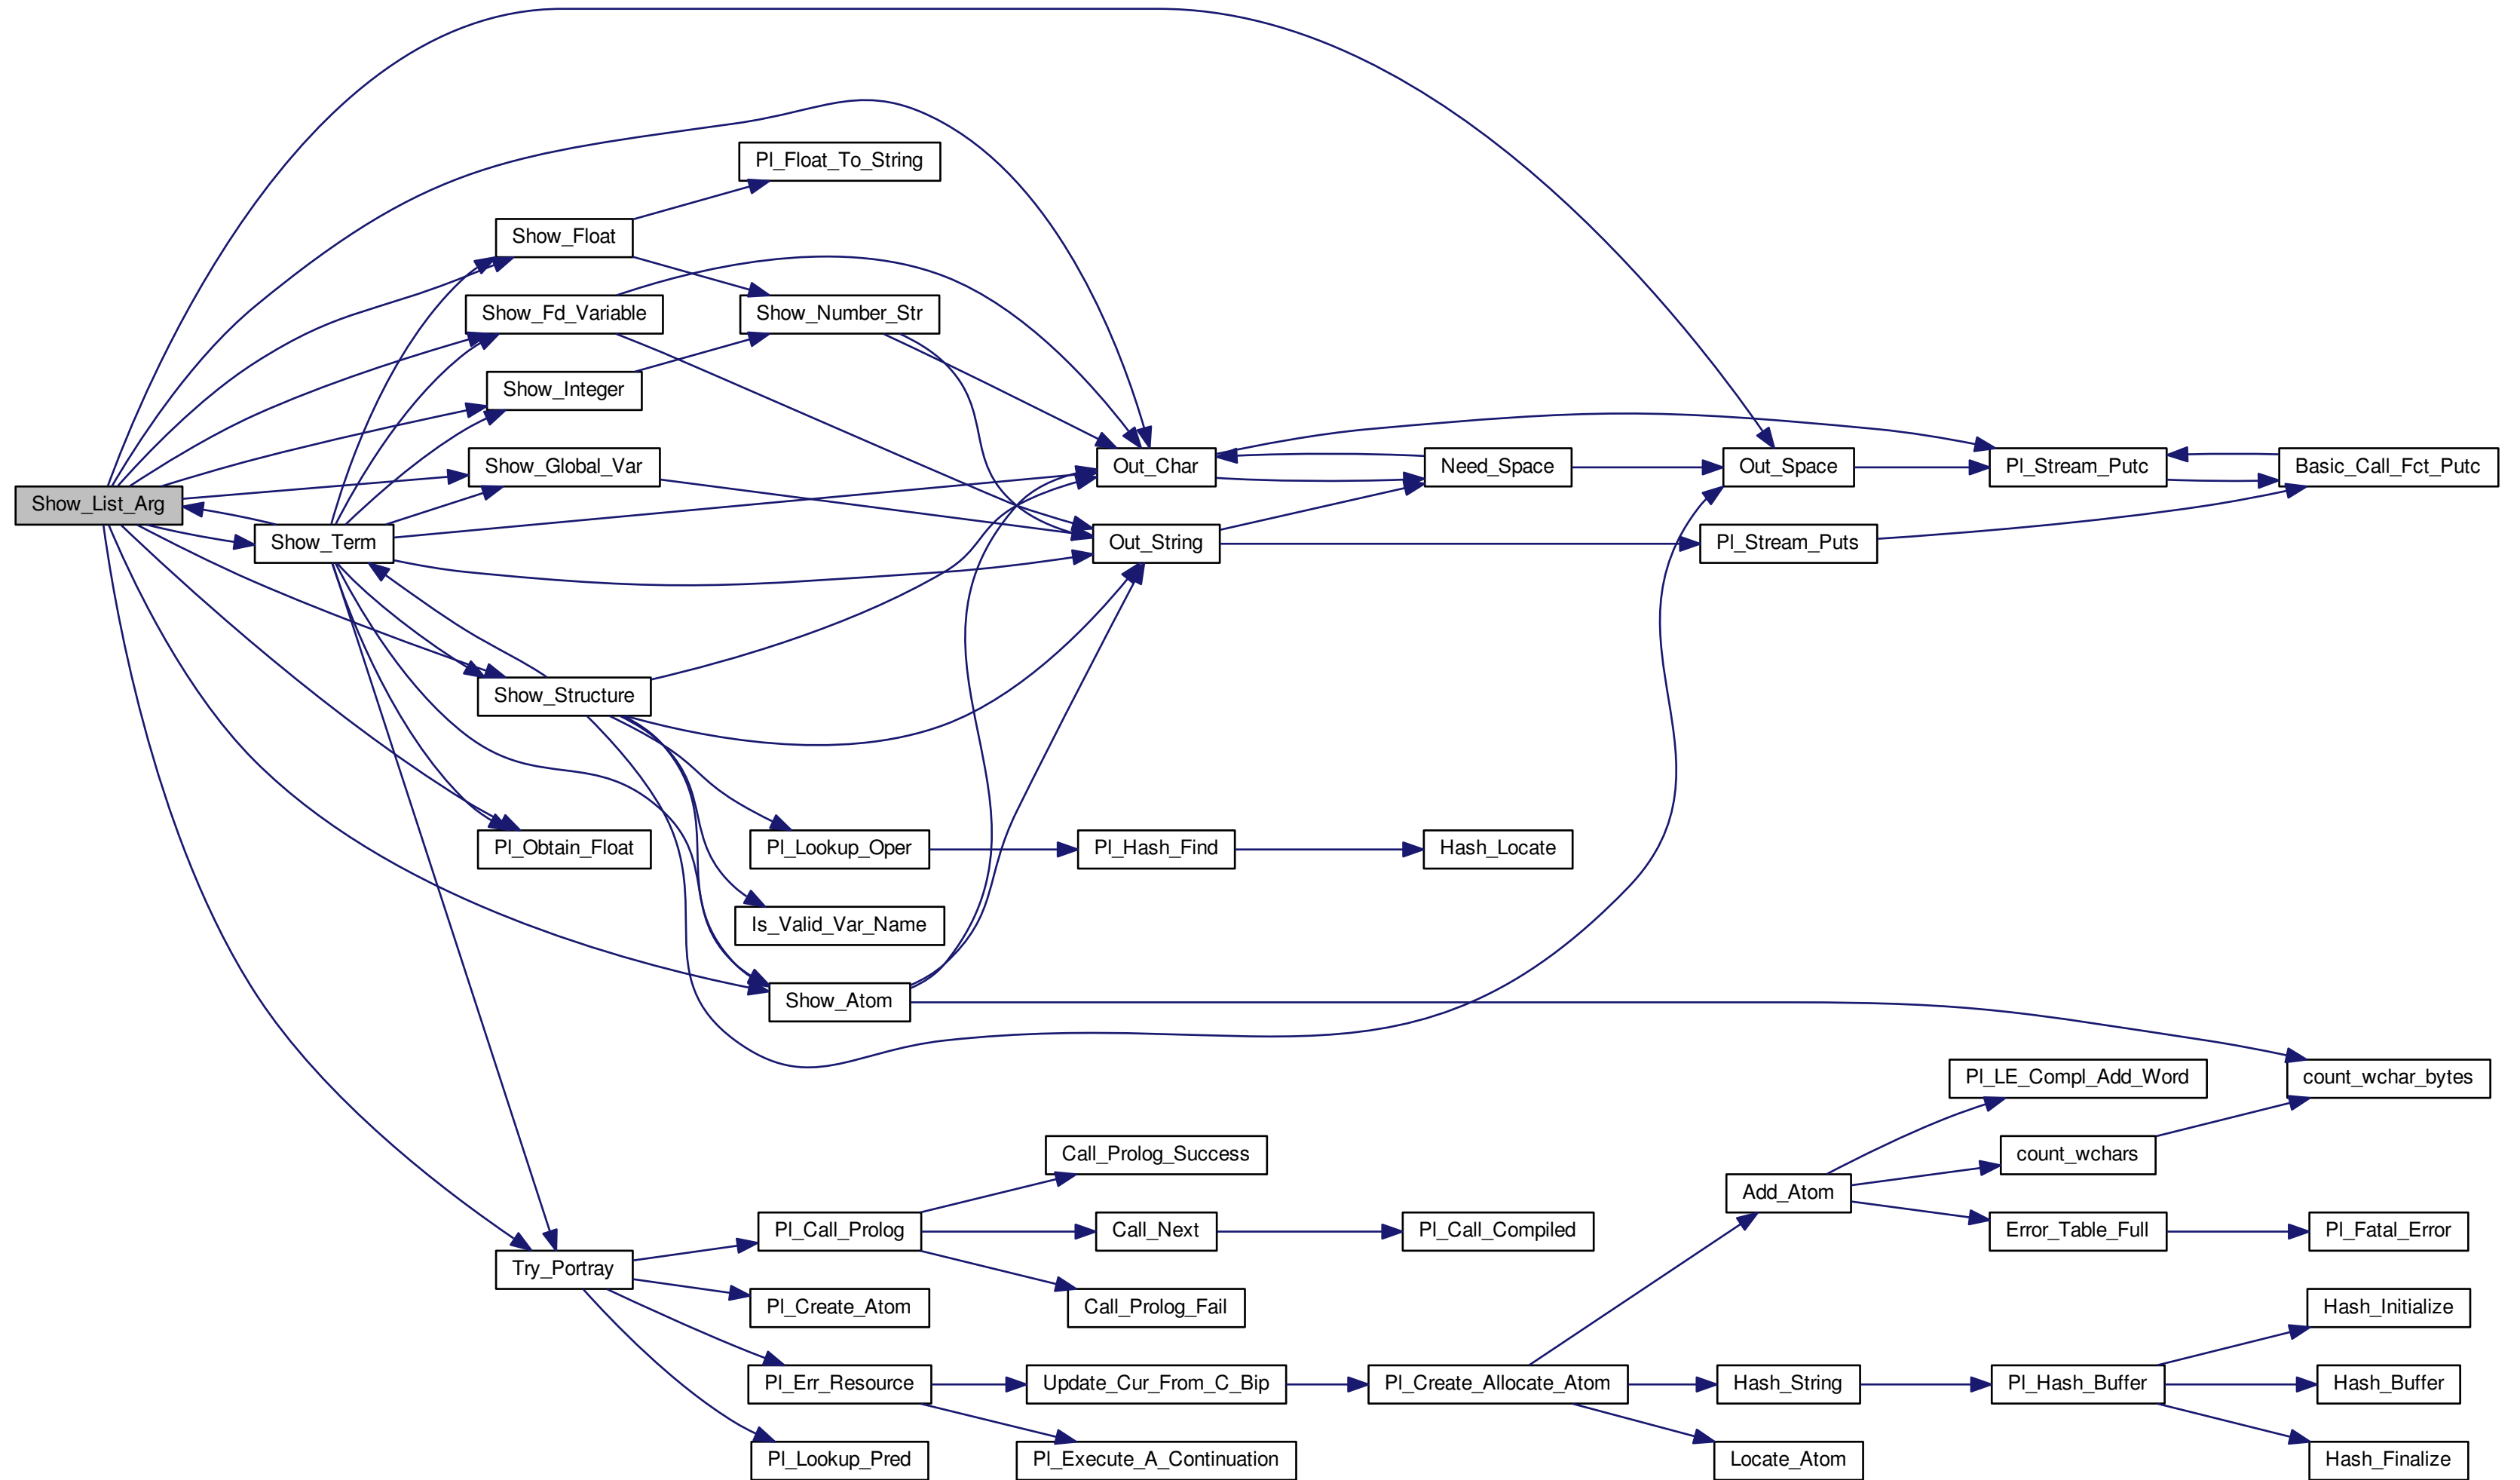 Pl_Float_To_String
Show_Float
Show_Fd_Variable
Show_Number_Str
Show_Integer
Show_Global_Var
Out_Char
Need_Space
Out_Space
Pl_Stream_Putc
Basic_Call_Fct_Putc
Show_List_Arg
Show_Term
Out_String
Pl_Stream_Puts
Show_Structure
Pl_Obtain_Float
Pl_Lookup_Oper
Pl_Hash_Find
Hash_Locate
Is_Valid_Var_Name
Show_Atom
Pl_LE_Compl_Add_Word
count_wchar_bytes
Call_Prolog_Success
count_wchars
Add_Atom
Pl_Call_Prolog
Call_Next
Pl_Call_Compiled
Error_Table_Full
Pl_Fatal_Error
Try_Portray
Pl_Create_Atom
Call_Prolog_Fail
Hash_Initialize
Pl_Err_Resource
Update_Cur_From_C_Bip
Pl_Create_Allocate_Atom
Hash_String
Pl_Hash_Buffer
Hash_Buffer
Pl_Lookup_Pred
Pl_Execute_A_Continuation
Locate_Atom
Hash_Finalize